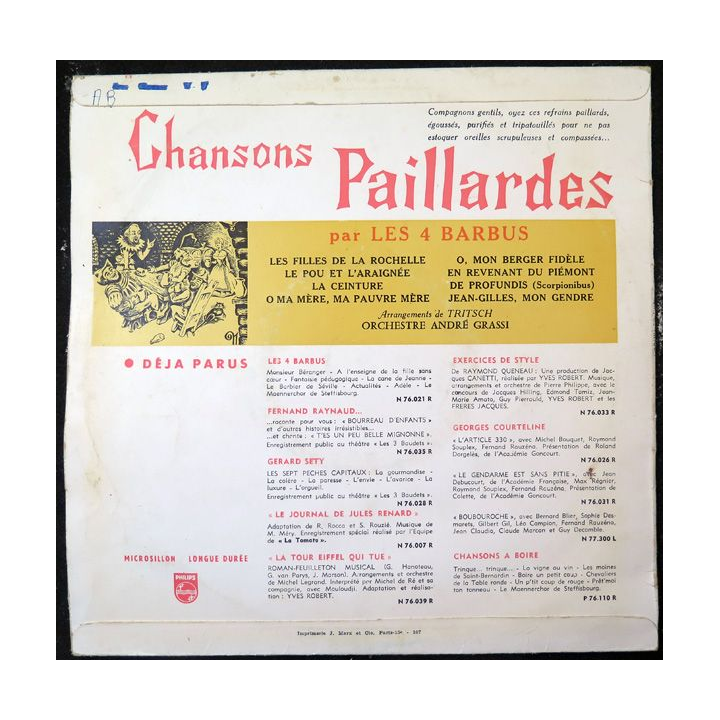 A.B
Compagnons gentils, oyez ces refrains paillards,
égoussés, purifiés et tripatouillés pour ne pas
estoquer oreilles scrupuleuses et compassées...
Chansons
Paillardes
par LES 4 BARBUS
LES FILLES DE LA ROCHELLE
LE POU ET L'ARAIGNÉE
LA CEINTURE
O MA MÈRE, MA PAUVRE MÈRE
O, MON BERGER FIDÈLE
EN REVENANT DU PIÉMONT
DE PROFUNDIS (Scorpionibus)
JEAN-GILLES, MON GENDRE
Arrangements de TRITSCH
ORCHESTRE ANDRÉ GRASSI
DÉJA PARUS
LES 4 BARBUS
Monsieur Béranger - A l'enseigne de la fille sans
cœur - Fantaisie pédagogique - La cane de Jeanne -
Le Barbier de Séville - Actualités - Adèle - Le
Maennerchor de Steffisbourg.
N 76.021 R
FERNAND RAYNAUD...
...raconte pour vous : « BOURREAU D'ENFANTS »
et d'autres histoires irrésistibles...
...et chante : « T'ES UN PEU BELLE MIGNONNE ».
Enregistrement public au théâtre « Les 3 Baudets ».
N 76.035 R
GERARD SETY
LES SEPT PECHES CAPITAUX : La gourmandise -
La colère - La paresse - L'envie - L'avarice - La
luxure - L'orgueil.
Enregistrement public au théâtre « Les 3 Baudets ».
N 76.028 R
« LE JOURNAL DE JULES RENARD »
Adaptation de R. Rocca et S. Rouzié. Musique de
M. Méry. Enregistrement spécial réalisé par l'Equipe
de « La Tomate ».
N 76.007 R
« LA TOUR EIFFEL QUI TUE »
ROMAN-FEUILLETON MUSICAL (G. Hanoteau,
G. van Parys, J. Marsan). Arrangements et orchestre
de Michel Legrand. Interprété par Michel de Ré et sa
compagnie, avec Mouloudji. Adaptation et réalisa-
tion : YVES ROBERT.
N 76.039 R
EXERCICES DE STYLE
De RAYMOND QUENEAU : Une production de Jac-
ques CANETTI, réalisée par YVES ROBERT. Musique,
arrangements et orchestre de Pierre Philippe, avec le
concours de Jacques Hilling, Edmond Tamiz, Jean-
Marie Amato, Guy Pierrauld, YVES ROBERT et les
FRERES JACQUES.
N 76.033 R
GEORGES COURTELINE
« L'ARTICLE 330 », avec Michel Bouquet, Raymond
Souplex, Fernand Rauzéna. Présentation de Roland
Dorgelès, de l'Académie Goncourt.
N 76.026 R
« LE GENDARME EST SANS PITIE », avec Jean
Debucourt, de l'Académie Française, Max Régnier,
Raymond Souplex, Fernand Rauzéna. Présentation de
Colette, de l'Académie Goncourt.
N 76.031 R
« BOUBOUROCHE », avec Bernard Blier, Sophie Des-
marets, Gilbert Gil, Léo Campion, Fernand Rauzéna,
Jean Claudio, Claude Marcan et Guy Decomble.
N 77.300 L
CHANSONS A BOIRE
Trinque... trinque... - La vigne au vin - Les moines
de Saint-Bernardin - Boire un petit coup - Chevaliers
de la Table ronde - Un p'tit coup de rouge - Prêt'moi
ton tonneau - Le Maennerchor de Steffisbourg.
P 76.110 R
MICROSILLON LONGUE DURÉE
PHILIPS
Imprimerie J. Marx et Cie, Paris-15e - 387